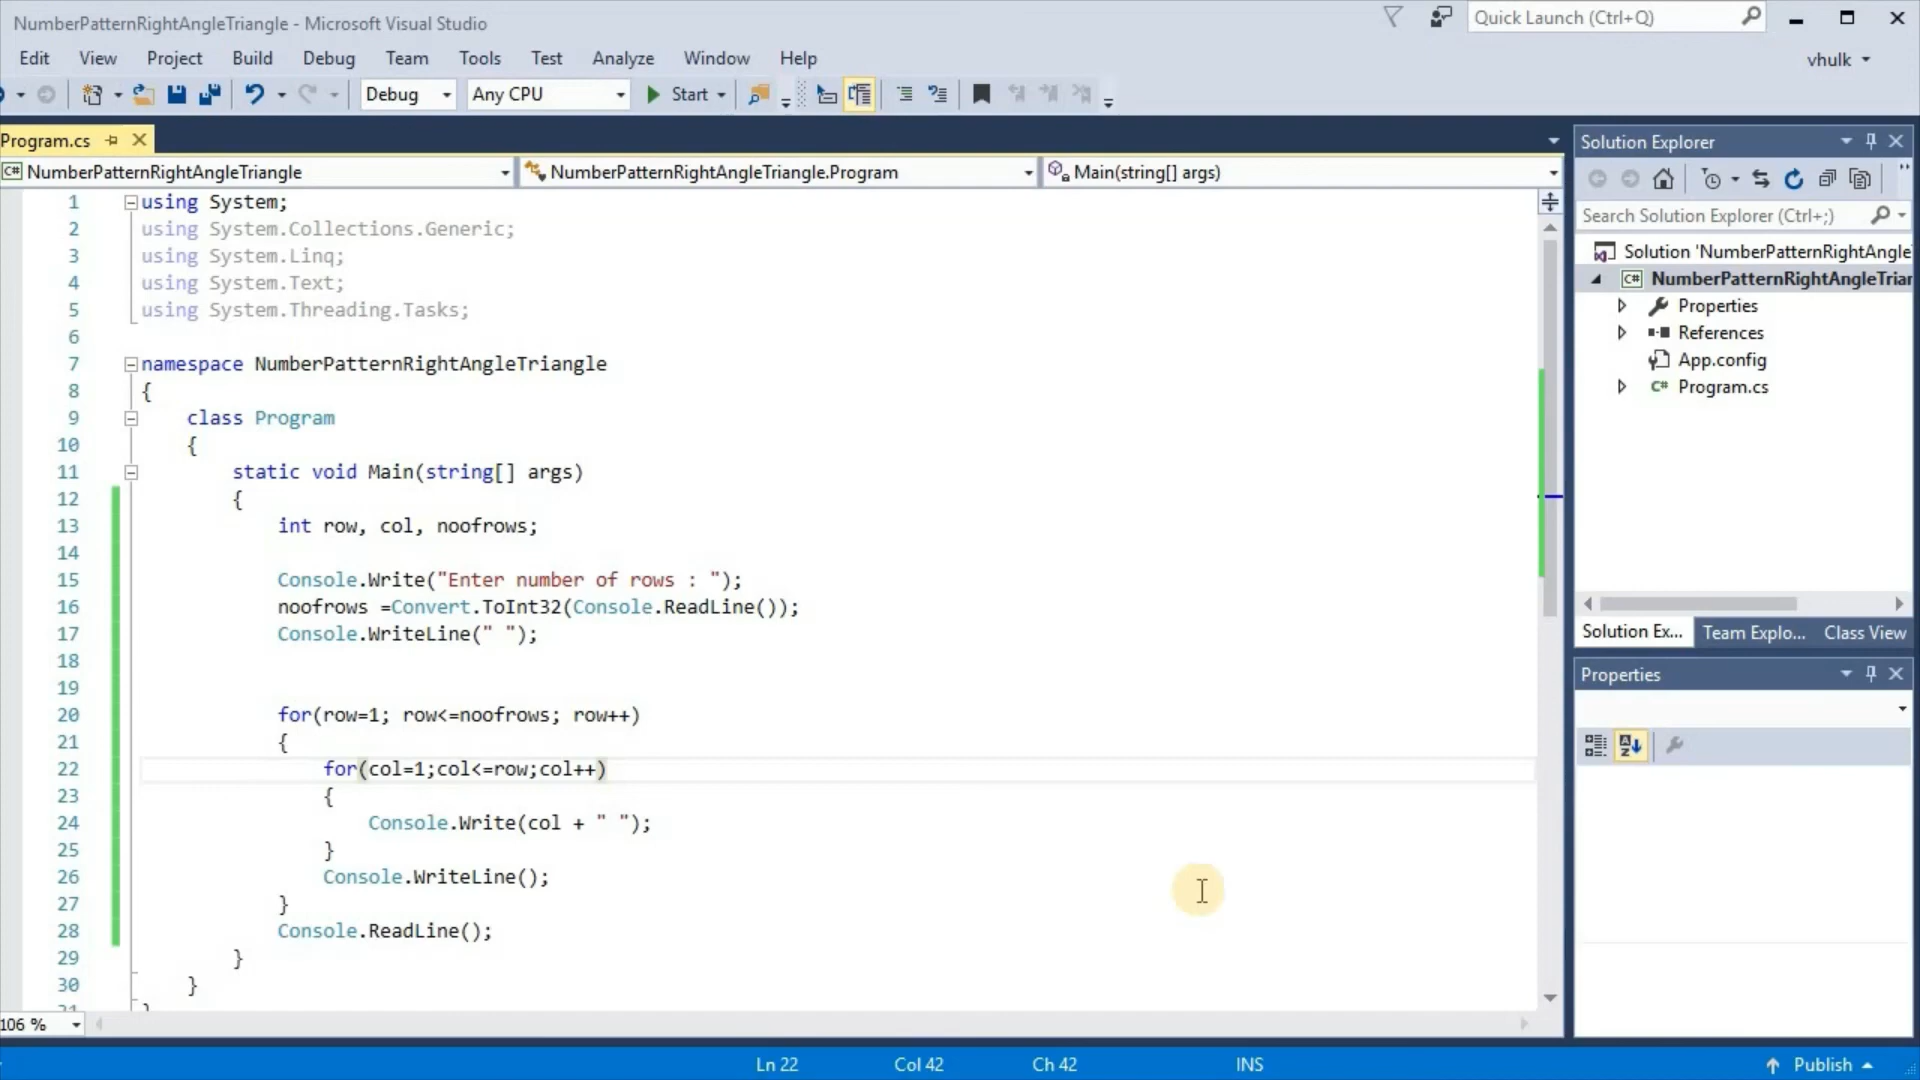 NumberPatternRightAngleTriangle - Microsoft Visual Studio
Quick Launch (Ctrl+Q)
Edit View Project Build Debug Team Tools Test Analyze Window Help
vhulk
Debug Any CPU Start
Program.cs
NumberPatternRightAngleTriangle NumberPatternRightAngleTriangle.Program Main(string[] args)
1 using System;
2 using System.Collections.Generic;
3 using System.Linq;
4 using System.Text;
5 using System.Threading.Tasks;
6
7 namespace NumberPatternRightAngleTriangle
8 {
9 class Program
10 {
11 static void Main(string[] args)
12 {
13 int row, col, noofrows;
14
15 Console.Write("Enter number of rows : ");
16 noofrows =Convert.ToInt32(Console.ReadLine());
17 Console.WriteLine(" ");
18
19
20 for(row=1; row<=noofrows; row++)
21 {
22 for(col=1;col<=row;col++)
23 {
24 Console.Write(col + " ");
25 }
26 Console.WriteLine();
27 }
28 Console.ReadLine();
29 }
30 }
106 %
Solution Explorer
Search Solution Explorer (Ctrl+;)
Solution 'NumberPatternRightAngle
C# NumberPatternRightAngleTriar
Properties
References
App.config
C# Program.cs
Solution Ex... Team Explo... Class View
Properties
Ln 22 Col 42 Ch 42 INS Publish